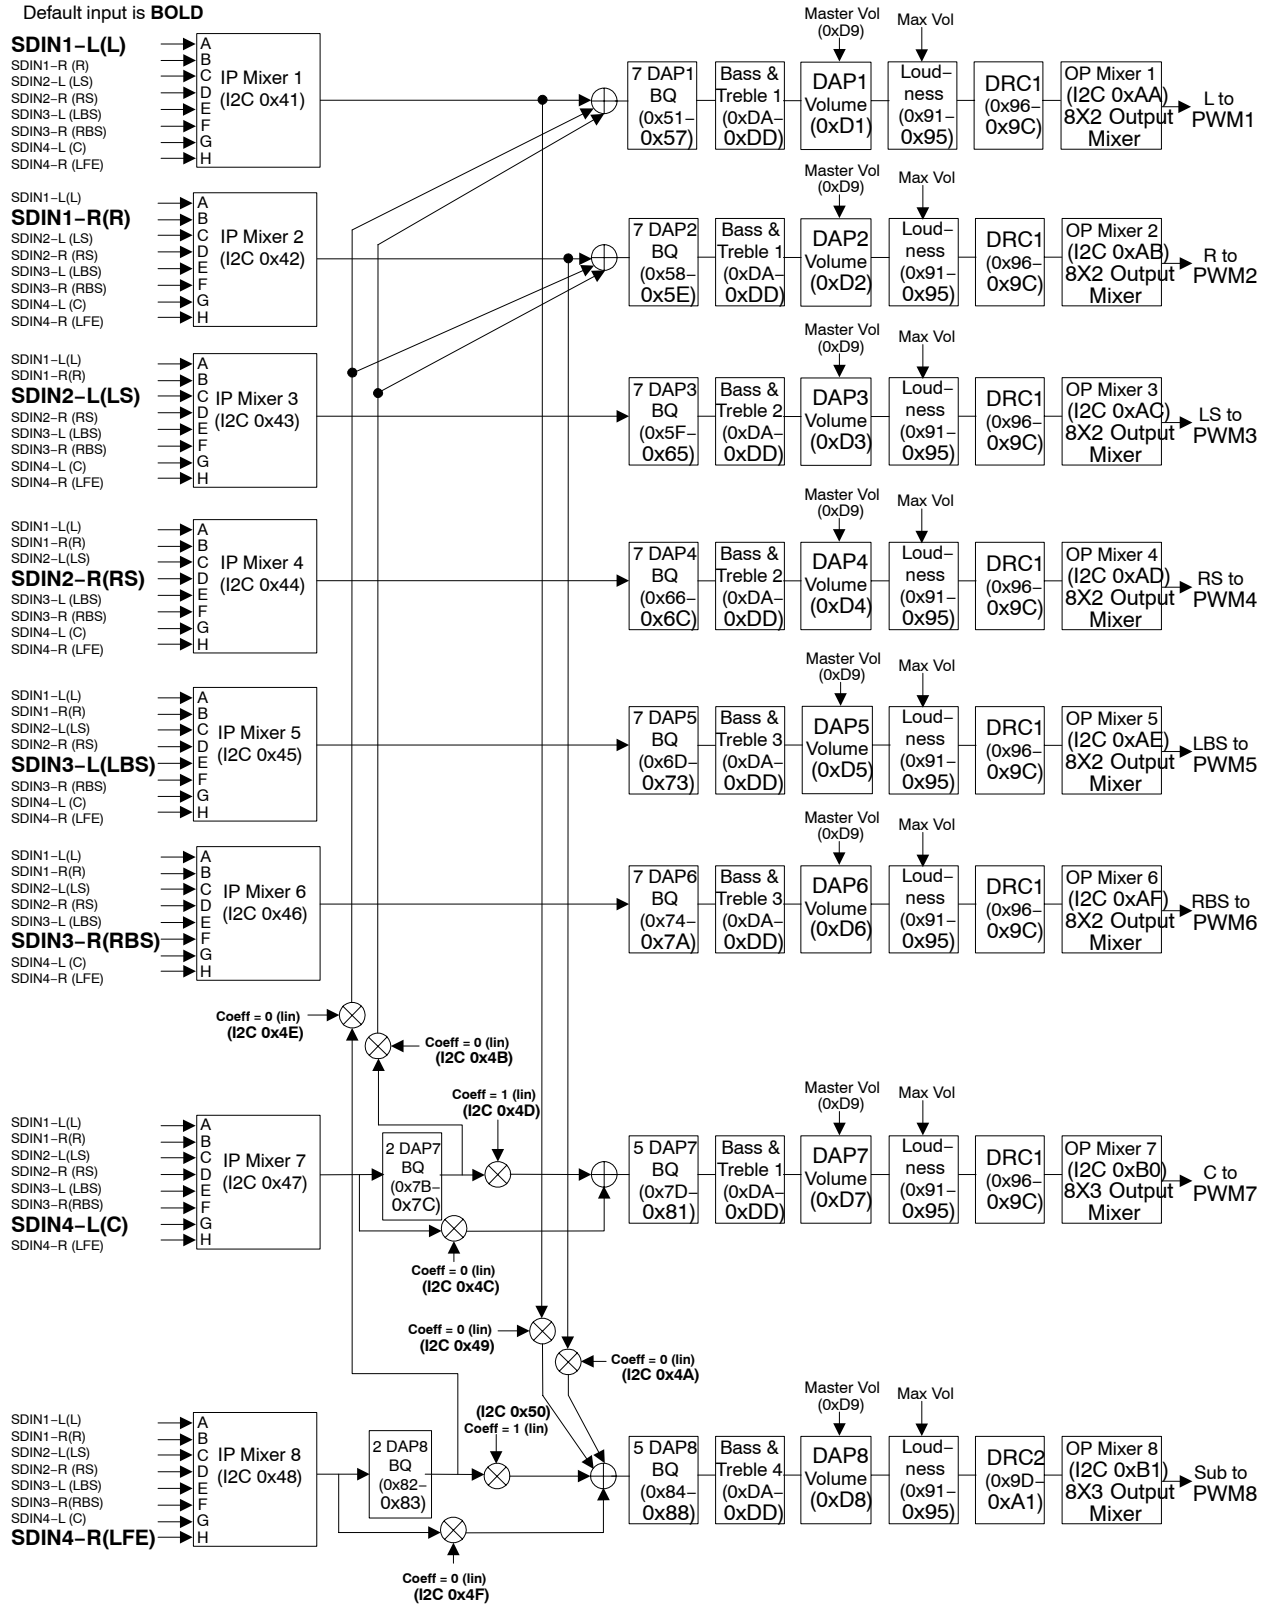 Default input is BOLD
SDIN1−L(L)
SDIN1−R (R)
SDIN2−L (LS)
SDIN2−R (RS)
SDIN3−L (LBS)
SDIN3−R (RBS)
SDIN4−L (C)
SDIN4−R (LFE)
A
B
C
D
E
F
G
H
IP Mixer 1
(I2C 0x41)
7 DAP1
BQ
(0x51−
0x57)
Bass &
Treble 1
(0xDA−
0xDD)
Master Vol
(0xD9)
DAP1
Volume
(0xD1)
Max Vol
Loud−
ness
(0x91−
0x95)
DRC1
(0x96−
0x9C)
OP Mixer 1
(I2C 0xAA)
8X2 Output
Mixer
L to
PWM1
SDIN1−L(L)
SDIN1−R(R)
SDIN2−L (LS)
SDIN2−R (RS)
SDIN3−L (LBS)
SDIN3−R (RBS)
SDIN4−L (C)
SDIN4−R (LFE)
A
B
C
D
E
F
G
H
IP Mixer 2
(I2C 0x42)
7 DAP2
BQ
(0x58−
0x5E)
Bass &
Treble 1
(0xDA−
0xDD)
Master Vol
(0xD9)
DAP2
Volume
(0xD2)
Max Vol
Loud−
ness
(0x91−
0x95)
DRC1
(0x96−
0x9C)
OP Mixer 2
(I2C 0xAB)
8X2 Output
Mixer
R to
PWM2
SDIN1−L(L)
SDIN1−R(R)
SDIN2−L(LS)
SDIN2−R (RS)
SDIN3−L (LBS)
SDIN3−R (RBS)
SDIN4−L (C)
SDIN4−R (LFE)
A
B
C
D
E
F
G
H
IP Mixer 3
(I2C 0x43)
7 DAP3
BQ
(0x5F−
0x65)
Bass &
Treble 2
(0xDA−
0xDD)
Master Vol
(0xD9)
DAP3
Volume
(0xD3)
Max Vol
Loud−
ness
(0x91−
0x95)
DRC1
(0x96−
0x9C)
OP Mixer 3
(I2C 0xAC)
8X2 Output
Mixer
LS to
PWM3
SDIN1−L(L)
SDIN1−R(R)
SDIN2−L(LS)
SDIN2−R(RS)
SDIN3−L (LBS)
SDIN3−R (RBS)
SDIN4−L (C)
SDIN4−R (LFE)
A
B
C
D
E
F
G
H
IP Mixer 4
(I2C 0x44)
7 DAP4
BQ
(0x66−
0x6C)
Bass &
Treble 2
(0xDA−
0xDD)
Master Vol
(0xD9)
DAP4
Volume
(0xD4)
Max Vol
Loud−
ness
(0x91−
0x95)
DRC1
(0x96−
0x9C)
OP Mixer 4
(I2C 0xAD)
8X2 Output
Mixer
RS to
PWM4
SDIN1−L(L)
SDIN1−R(R)
SDIN2−L(LS)
SDIN2−R (RS)
SDIN3−L(LBS)
SDIN3−R (RBS)
SDIN4−L (C)
SDIN4−R (LFE)
A
B
C
D
E
F
G
H
IP Mixer 5
(I2C 0x45)
7 DAP5
BQ
(0x6D−
0x73)
Bass &
Treble 3
(0xDA−
0xDD)
Master Vol
(0xD9)
DAP5
Volume
(0xD5)
Max Vol
Loud−
ness
(0x91−
0x95)
DRC1
(0x96−
0x9C)
OP Mixer 5
(I2C 0xAE)
8X2 Output
Mixer
LBS to
PWM5
SDIN1−L(L)
SDIN1−R(R)
SDIN2−L(LS)
SDIN2−R (RS)
SDIN3−L (LBS)
SDIN3−R(RBS)
SDIN4−L (C)
SDIN4−R (LFE)
A
B
C
D
E
F
G
H
IP Mixer 6
(I2C 0x46)
7 DAP6
BQ
(0x74−
0x7A)
Bass &
Treble 3
(0xDA−
0xDD)
Master Vol
(0xD9)
DAP6
Volume
(0xD6)
Max Vol
Loud−
ness
(0x91−
0x95)
DRC1
(0x96−
0x9C)
OP Mixer 6
(I2C 0xAF)
8X2 Output
Mixer
RBS to
PWM6
Coeff = 0 (lin)
(I2C 0x4E)
Coeff = 0 (lin)
(I2C 0x4B)
Coeff = 1 (lin)
(I2C 0x4D)
SDIN1−L(L)
SDIN1−R(R)
SDIN2−L(LS)
SDIN2−R (RS)
SDIN3−L (LBS)
SDIN3−R(RBS)
SDIN4−L(C)
SDIN4−R (LFE)
A
B
C
D
E
F
G
H
IP Mixer 7
(I2C 0x47)
2 DAP7
BQ
(0x7B−
0x7C)
Coeff = 0 (lin)
(I2C 0x4C)
5 DAP7
BQ
(0x7D−
0x81)
Bass &
Treble 1
(0xDA−
0xDD)
Master Vol
(0xD9)
DAP7
Volume
(0xD7)
Max Vol
Loud−
ness
(0x91−
0x95)
DRC1
(0x96−
0x9C)
OP Mixer 7
(I2C 0xB0)
8X3 Output
Mixer
C to
PWM7
Coeff = 0 (lin)
(I2C 0x49)
Coeff = 0 (lin)
(I2C 0x4A)
(I2C 0x50)
Coeff = 1 (lin)
SDIN1−L(L)
SDIN1−R(R)
SDIN2−L(LS)
SDIN2−R (RS)
SDIN3−L (LBS)
SDIN3−R(RBS)
SDIN4−L (C)
SDIN4−R(LFE)
A
B
C
D
E
F
G
H
IP Mixer 8
(I2C 0x48)
2 DAP8
BQ
(0x82−
0x83)
Coeff = 0 (lin)
(I2C 0x4F)
5 DAP8
BQ
(0x84−
0x88)
Bass &
Treble 4
(0xDA−
0xDD)
Master Vol
(0xD9)
DAP8
Volume
(0xD8)
Max Vol
Loud−
ness
(0x91−
0x95)
DRC2
(0x9D−
0xA1)
OP Mixer 8
(I2C 0xB1)
8X3 Output
Mixer
Sub to
PWM8